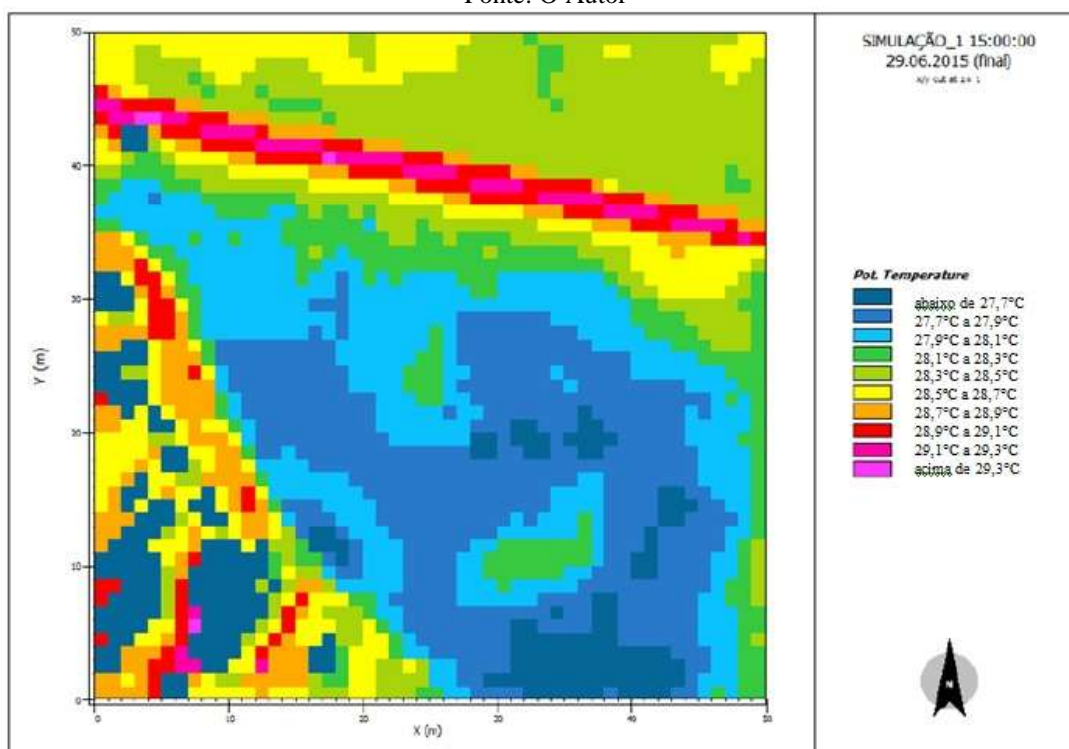 Fonte: O Autor
SIMULAÇÃO_1 15:00:00
29.06.2015 (final)
50
40
30
20
10
0
Y (m)
0
10
20
30
40
50
X (m)
Pot. Temperature
abaixo de 27,7°C
27,7°C a 27,9°C
27,9°C a 28,1°C
28,1°C a 28,3°C
28,3°C a 28,5°C
28,5°C a 28,7°C
28,7°C a 28,9°C
28,9°C a 29,1°C
29,1°C a 29,3°C
acima de 29,3°C
N